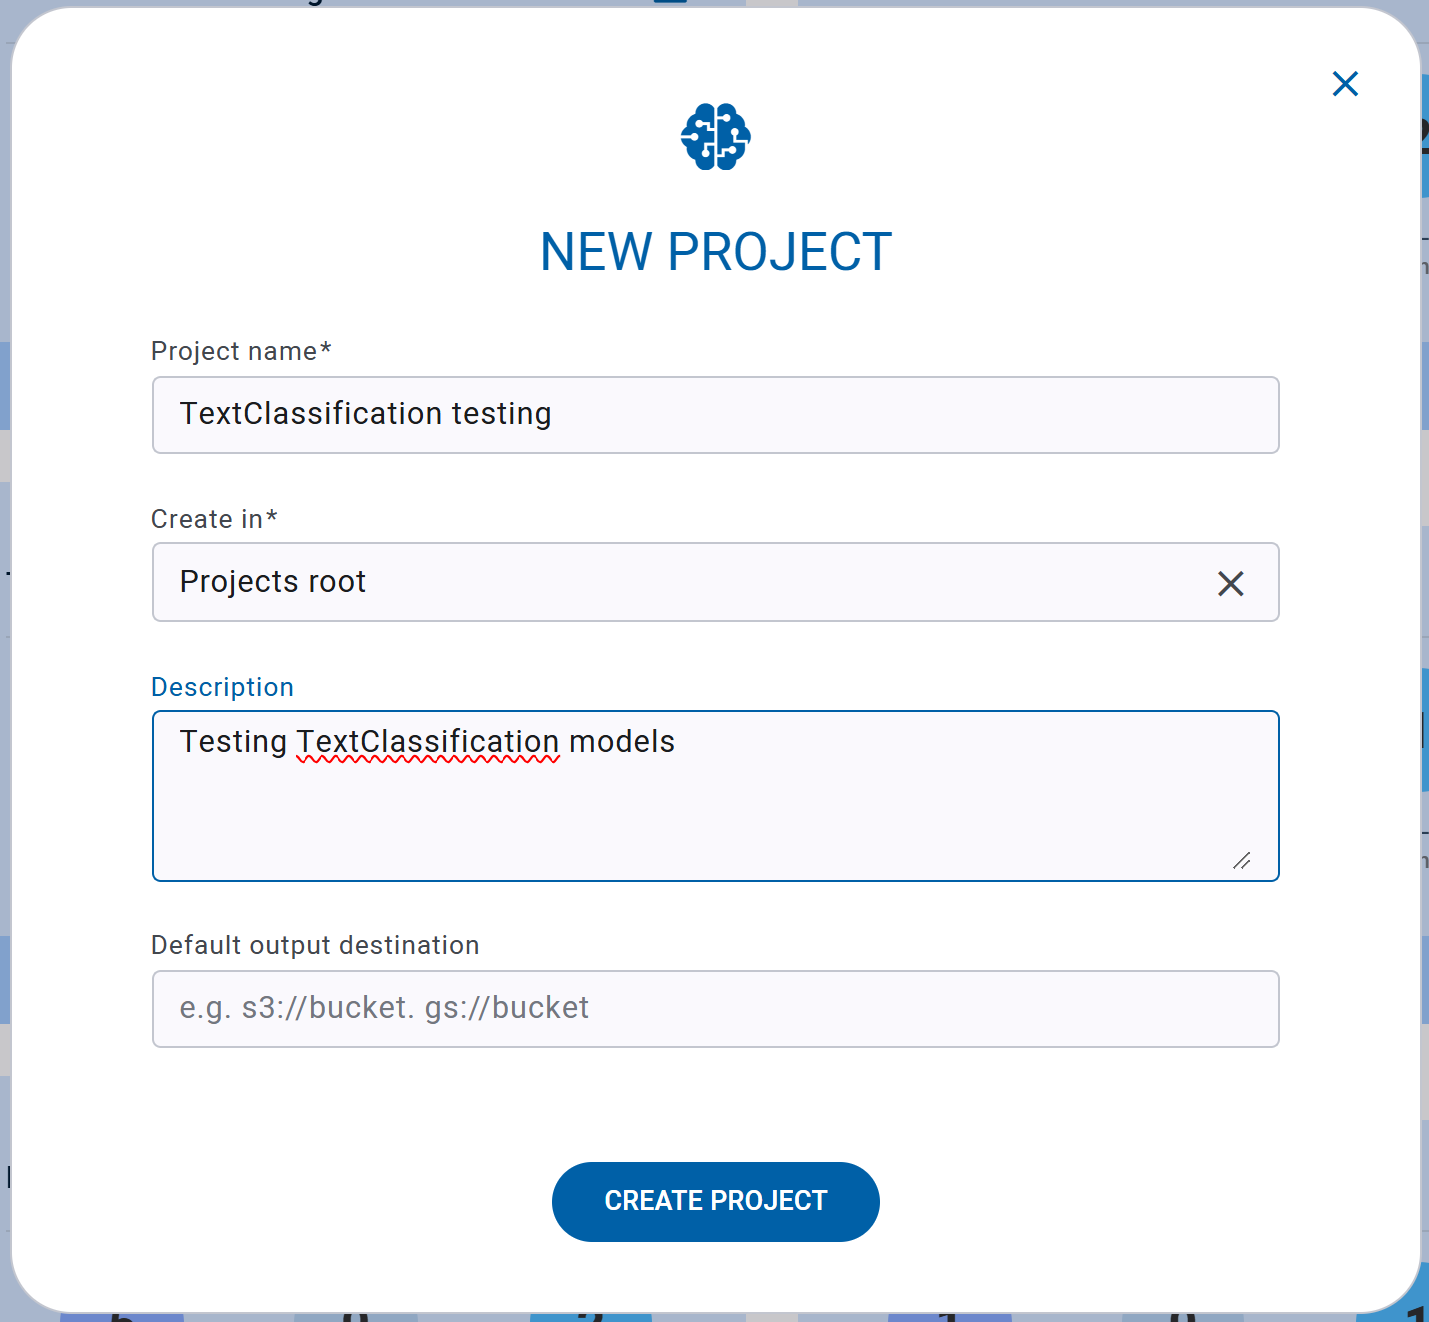 NEW PROJECT
Project name*
TextClassification testing
Create in*
Projects root
Description
Testing TextClassification models
Default output destination
e.g. s3://bucket. gs://bucket
CREATE PROJECT